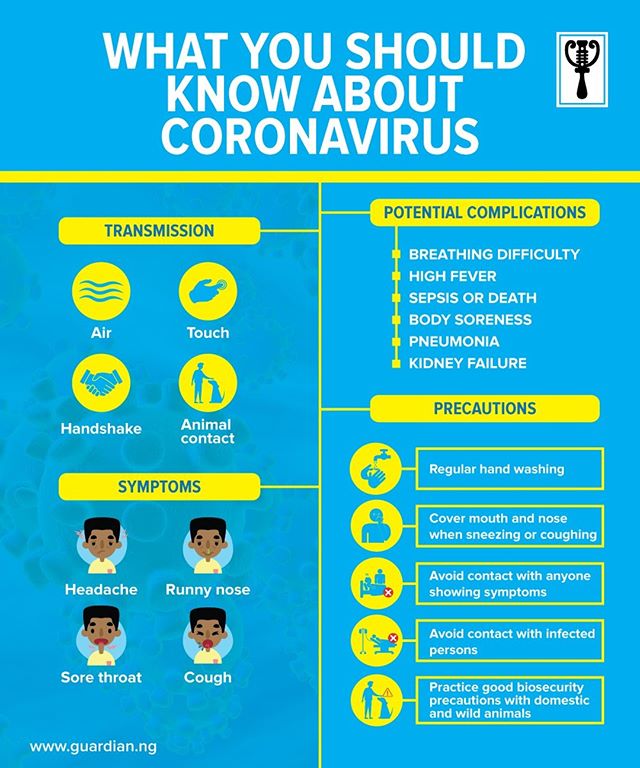 WHAT YOU SHOULD
KNOW ABOUT
CORONAVIRUS
TRANSMISSION
Air
Touch
Handshake
Animal
contact
SYMPTOMS
Headache
Runny nose
Sore throat
Cough
POTENTIAL COMPLICATIONS
BREATHING DIFFICULTY
HIGH FEVER
SEPSIS OR DEATH
BODY SORENESS
PNEUMONIA
KIDNEY FAILURE
PRECAUTIONS
Regular hand washing
Cover mouth and nose
when sneezing or coughing
Avoid contact with anyone
showing symptoms
Avoid contact with infected
persons
Practice good biosecurity
precautions with domestic
and wild animals
www.guardian.ng